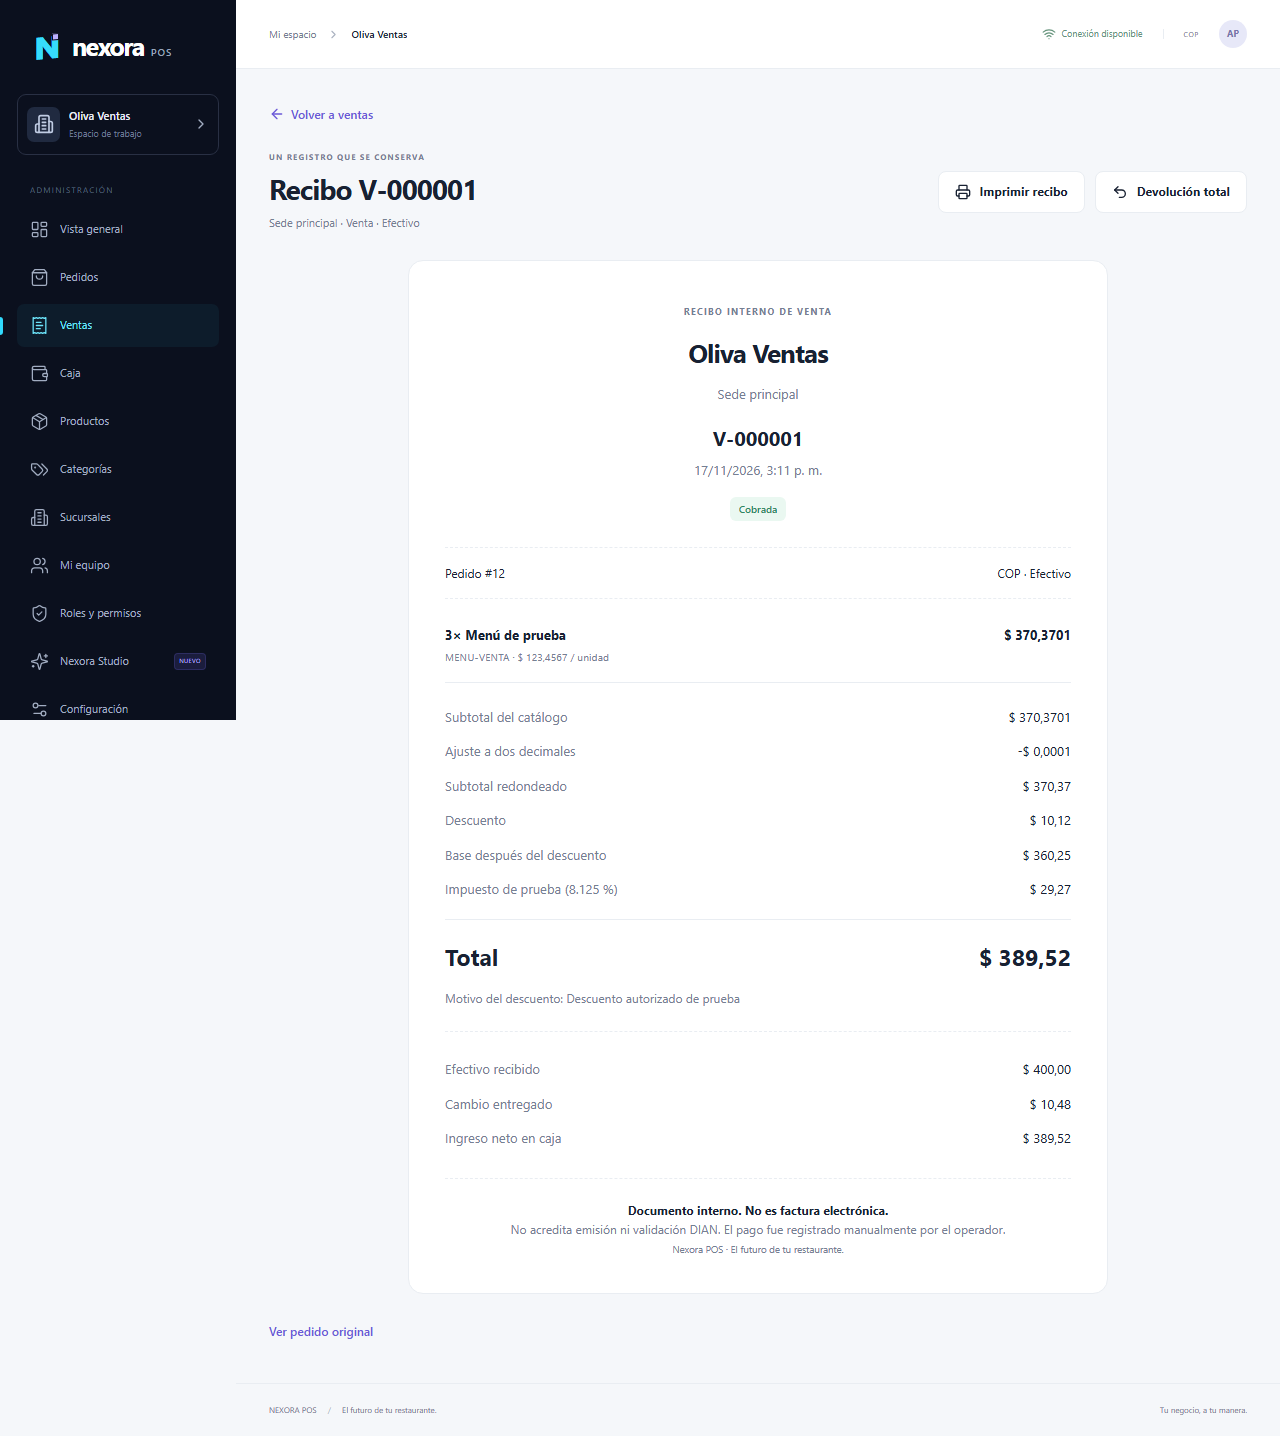 nexora POS
Oliva Ventas
Espacio de trabajo
ADMINISTRACIÓN
Vista general
Pedidos
Ventas
Caja
Productos
Categorías
Sucursales
Mi equipo
Roles y permisos
Nexora Studio NUEVO
Configuración
Mi espacio > Oliva Ventas
Conexión disponible
COP
AP
← Volver a ventas
UN REGISTRO QUE SE CONSERVA
Recibo V-000001
Sede principal · Venta · Efectivo
Imprimir recibo
Devolución total
RECIBO INTERNO DE VENTA
Oliva Ventas
Sede principal
V-000001
17/11/2026, 3:11 p. m.
Cobrada
Pedido #12 COP · Efectivo
3× Menú de prueba $ 370,3701
MENU-VENTA · $ 123,4567 / unidad
Subtotal del catálogo $ 370,3701
Ajuste a dos decimales -$ 0,0001
Subtotal redondeado $ 370,37
Descuento $ 10,12
Base después del descuento $ 360,25
Impuesto de prueba (8.125 %) $ 29,27
Total $ 389,52
Motivo del descuento: Descuento autorizado de prueba
Efectivo recibido $ 400,00
Cambio entregado $ 10,48
Ingreso neto en caja $ 389,52
Documento interno. No es factura electrónica.
No acredita emisión ni validación DIAN. El pago fue registrado manualmente por el operador.
Nexora POS · El futuro de tu restaurante.
Ver pedido original
NEXORA POS / El futuro de tu restaurante.
Tu negocio, a tu manera.